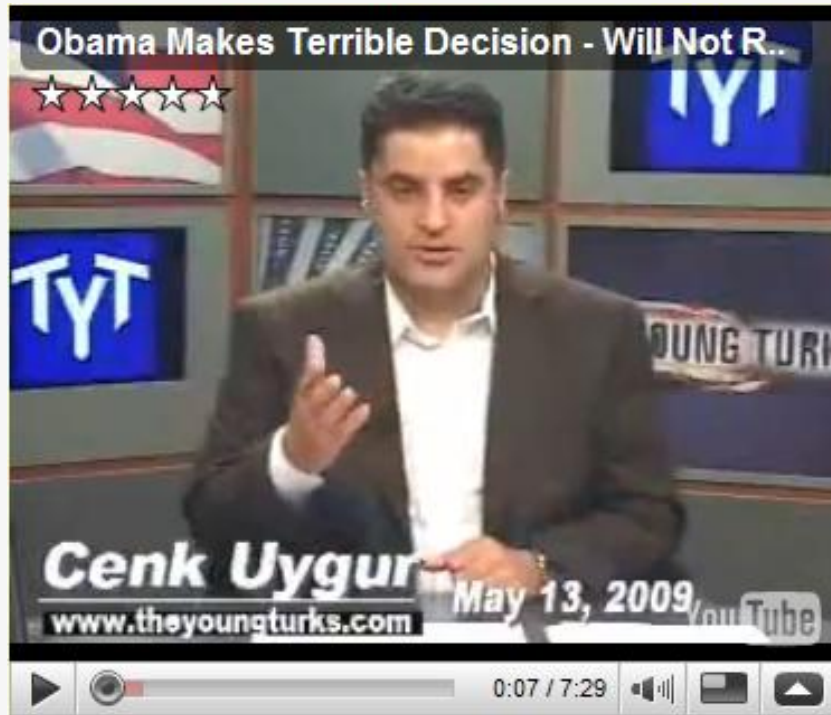 Obama Makes Terrible Decision - Will Not R..
TYT
TYT
OUNG TURK
Cenk Uygur
May 13, 2009
www.theyoungturks.com
YouTube
0:07 / 7:29